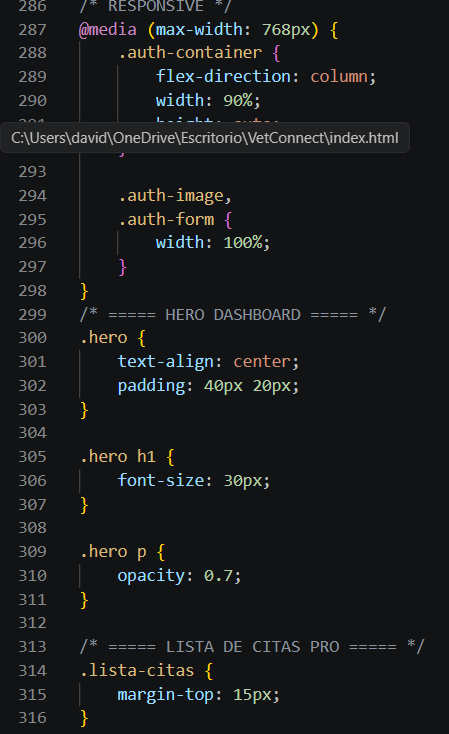 286 /* RESPONSIVE */
287 @media (max-width: 768px) {
288 .auth-container {
289 flex-direction: column;
290 width: 90%;
C:\Users\david\OneDrive\Escritorio\VetConnect\index.html
293
294 .auth-image,
295 .auth-form {
296 width: 100%;
297 }
298 }
299 /* ===== HERO DASHBOARD ===== */
300 .hero {
301 text-align: center;
302 padding: 40px 20px;
303 }
304
305 .hero h1 {
306 font-size: 30px;
307 }
308
309 .hero p {
310 opacity: 0.7;
311 }
312
313 /* ===== LISTA DE CITAS PRO ===== */
314 .lista-citas {
315 margin-top: 15px;
316 }